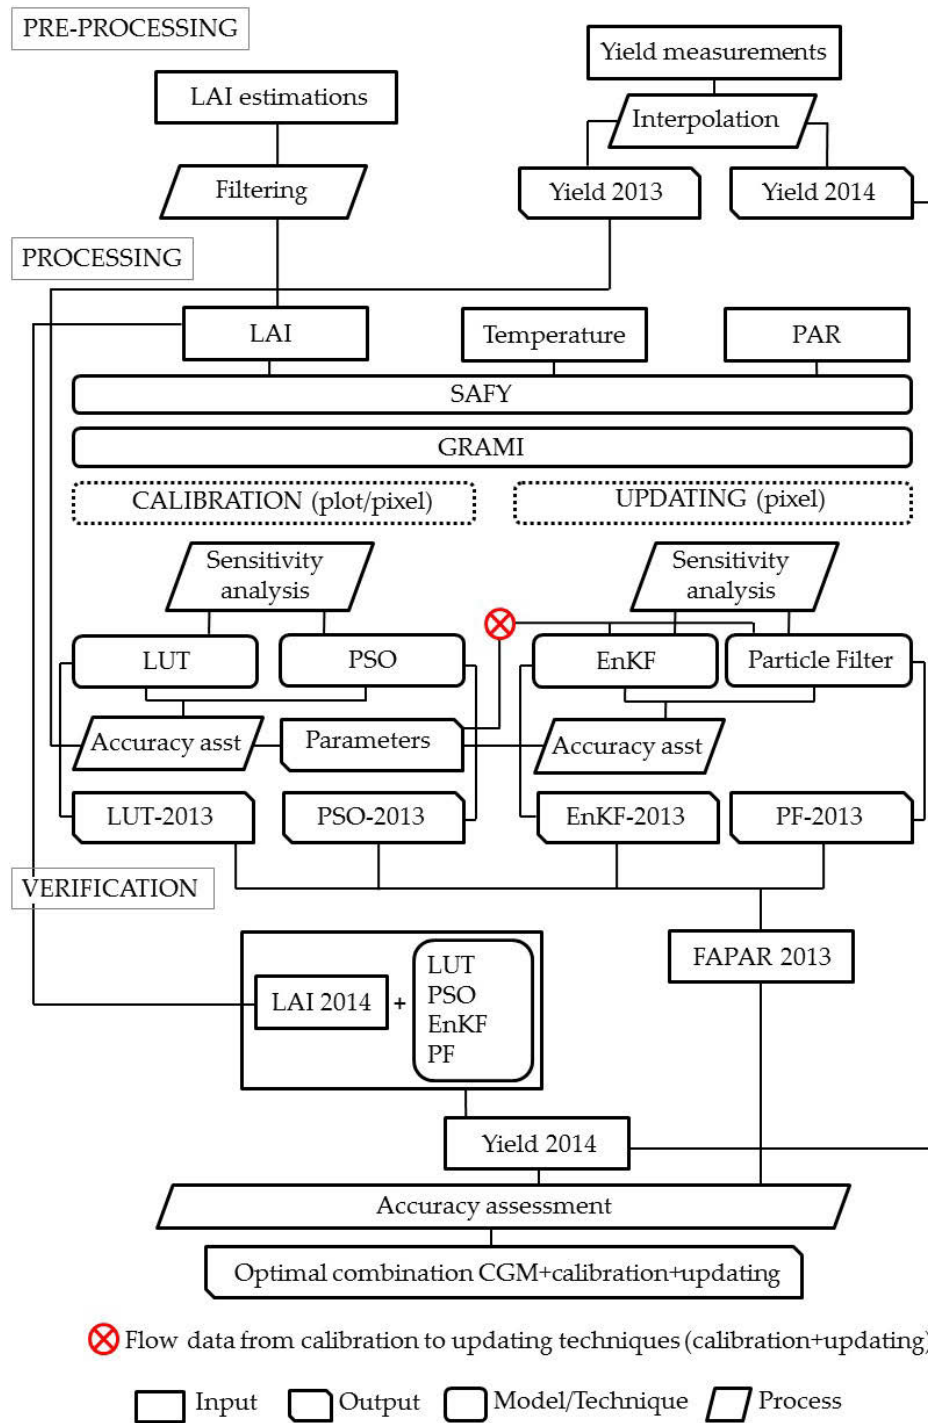 PRE-PROCESSING
Yield measurements
LAI estimations
Interpolation
Filtering
Yield 2013
Yield 2014
PROCESSING
LAI
Temperature
PAR
SAFY
GRAMI
CALIBRATION (plot/pixel)
UPDATING (pixel)
Sensitivity
analysis
Sensitivity
analysis
LUT
PSO
EnKF
Particle Filter
Accuracy asst
Parameters
Accuracy asst
LUT-2013
PSO-2013
EnKF-2013
PF-2013
VERIFICATION
FAPAR 2013
LAI 2014
+
LUT
PSO
EnKF
PF
Yield 2014
Accuracy assessment
Optimal combination CGM+calibration+updating
Flow data from calibration to updating techniques (calibration+updating)
Input
Output
Model/Technique
Process